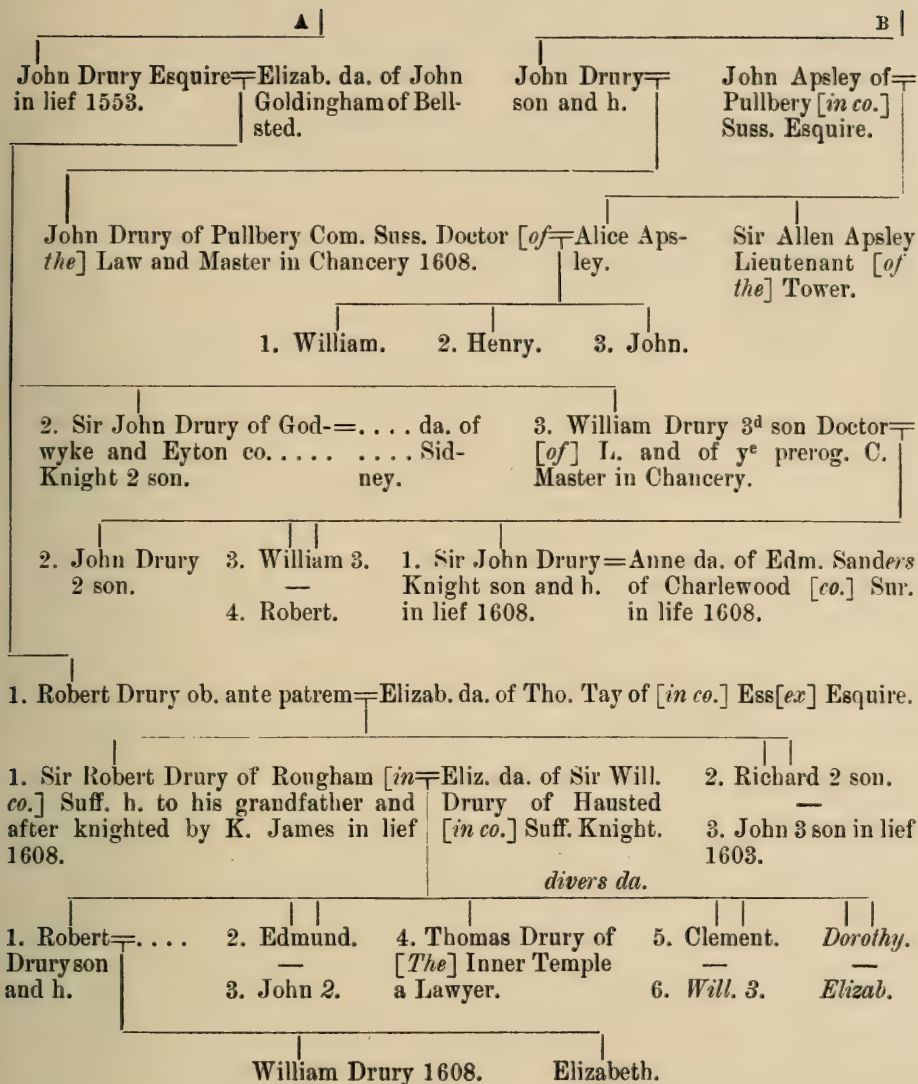 A B
John Drury Esquire=Elizab. da. of John John Drury= John Apsley of=
in lief 1553. Goldingham of Bell- son and h. Pullbery [in co.]
sted. Suss. Esquire.
John Drury of Pullbery Com. Suss. Doctor [of=Alice Aps- Sir Allen Apsley
the] Law and Master in Chancery 1608. ley. Lieutenant [of
the] Tower.
1. William. 2. Henry. 3. John.
2. Sir John Drury of God-=.... da. of 3. William Drury 3d son Doctor=
wyke and Eyton co..... .... Sid- [of] L. and of ye prerog. C.
Knight 2 son. ney. Master in Chancery.
2. John Drury 3. William 3. 1. Sir John Drury=Anne da. of Edm. Sanders
2 son. — Knight son and h. of Charlewood [co.] Sur.
4. Robert. in lief 1608. in life 1608.
1. Robert Drury ob. ante patrem=Elizab. da. of Tho. Tay of [in co.] Ess[ex] Esquire.
1. Sir Robert Drury of Rougham [in=Eliz. da. of Sir Will. 2. Richard 2 son.
co.] Suff. h. to his grandfather and Drury of Hausted —
after knighted by K. James in lief [in co.] Suff. Knight. 3. John 3 son in lief
1608. 1603.
divers da.
1. Robert=.... 2. Edmund. 4. Thomas Drury of 5. Clement. Dorothy.
Drury son — [The] Inner Temple — —
and h. 3. John 2. a Lawyer. 6. Will. 3. Elizab.
William Drury 1608. Elizabeth.